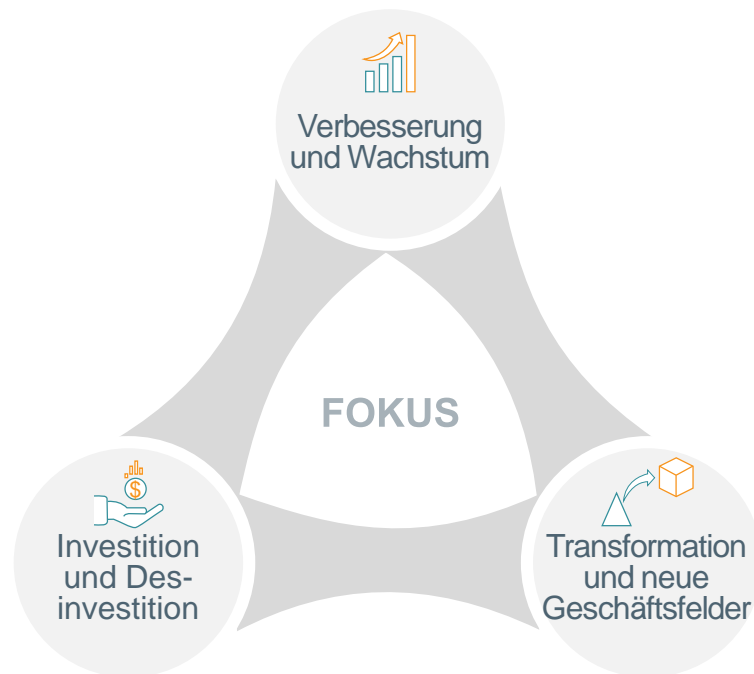 Verbesserung
und Wachstum
FOKUS
$
Investition
und Des-
investition
Transformation
und neue
Geschäftsfelder